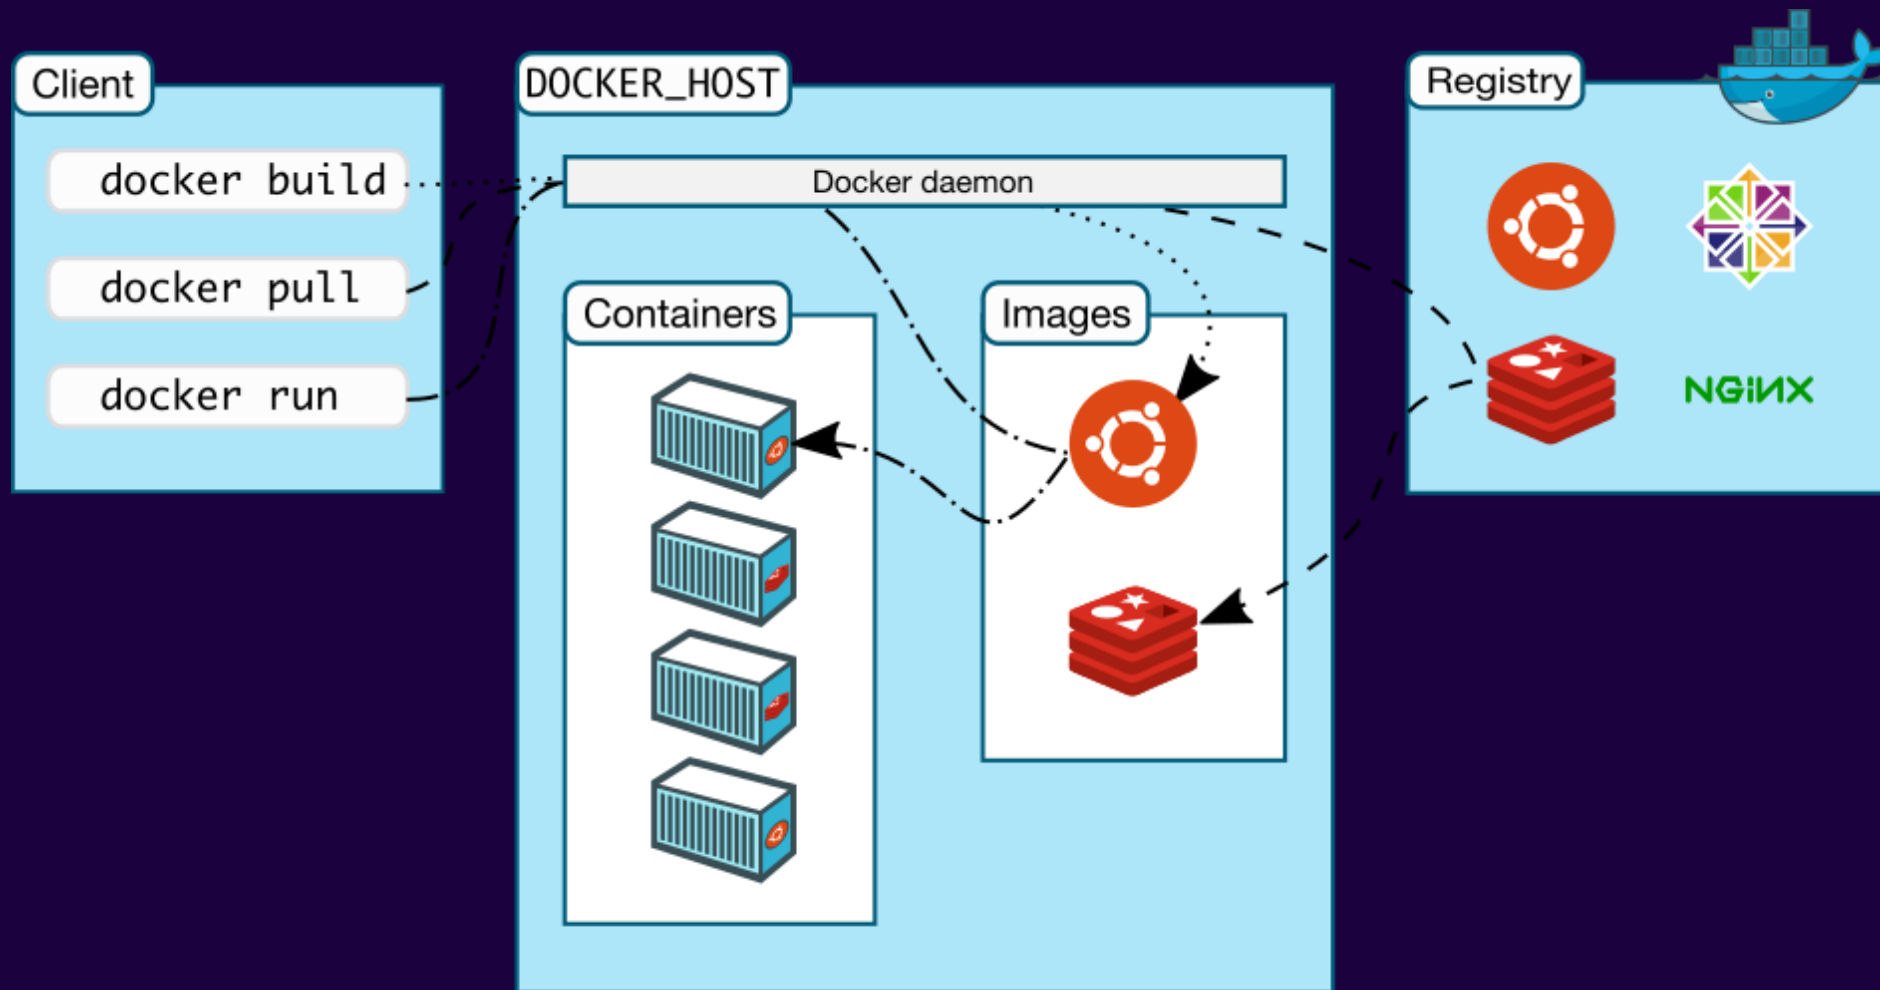 Client
docker build
docker pull
docker run
DOCKER_HOST
Docker daemon
Containers
Images
Registry
NGiNX